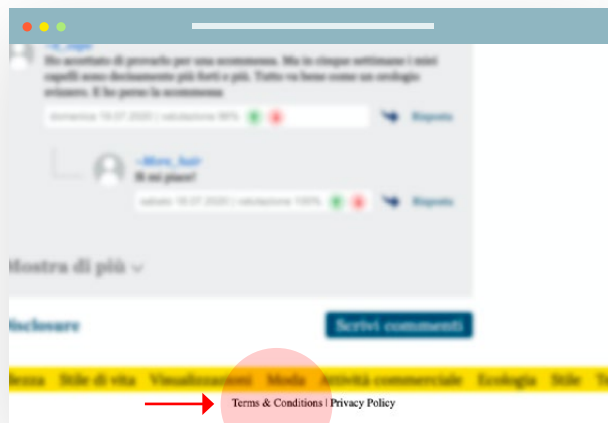 Ho accettato di provarlo per una scommessa. Ma in cinque settimane i miei
capelli sono decisamente più forti e più. Tutto va bene come un orologio
svizzero. E ho perso la scommessa
domenica 19.07.2020 | valutazione 98%
Risposta
~More_hair
Il mi piace!
sabato 18.07.2020 | valutazione 100%
Risposta
Mostra di più
Disclosure
Scrivi commenti
Stile di vita Visualizzazioni Moda Attività commerciale Ecologia Stile
Terms & Conditions | Privacy Policy